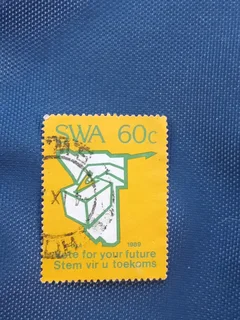 SWA 60c
1989
Vote for your future
Stem vir u toekoms